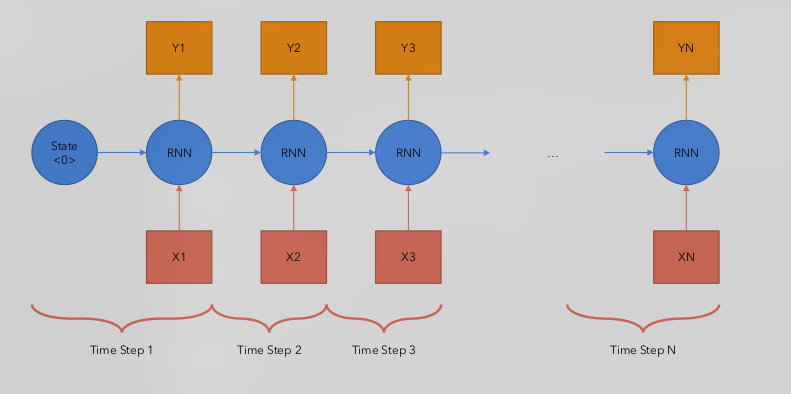 Y1
Y2
Y3
YN
State
<0>
RNN
RNN
RNN
...
RNN
X1
X2
X3
XN
Time Step 1
Time Step 2
Time Step 3
Time Step N